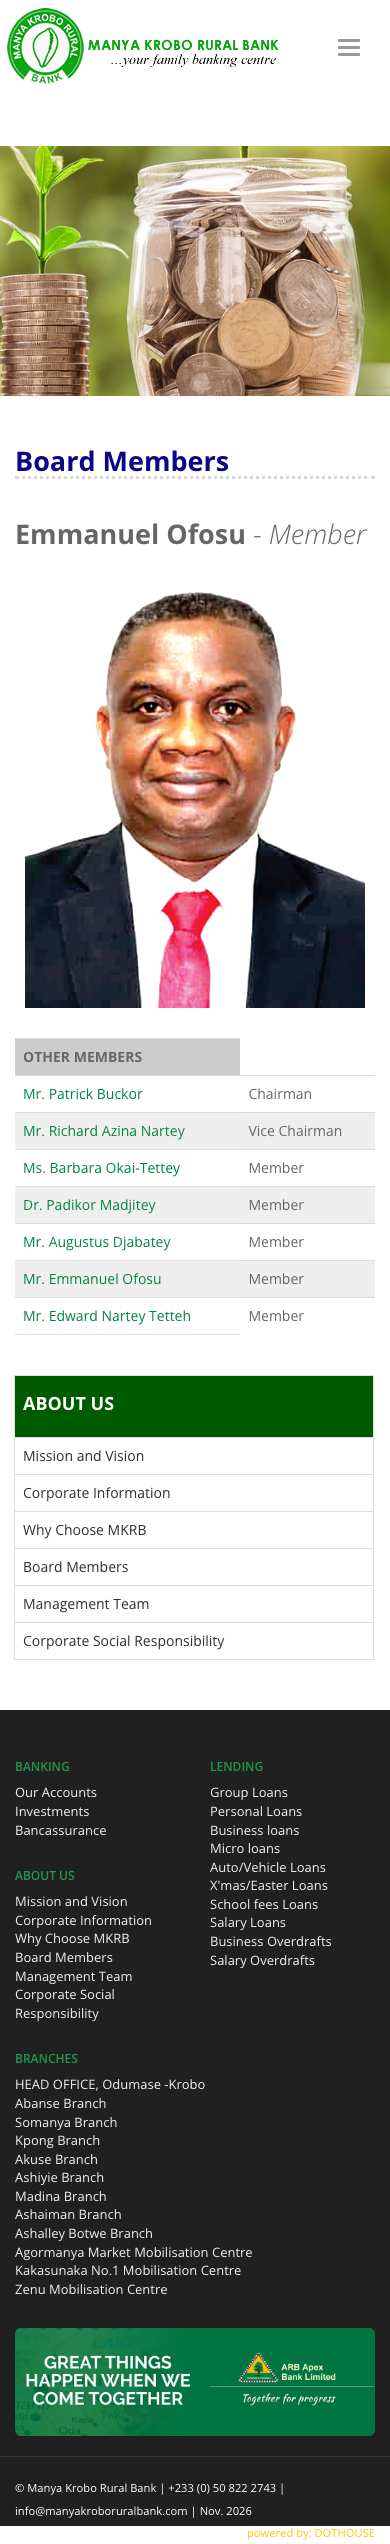 MANYA KROBO RURAL BANK
MANYA KROBO RURAL BANK
...your family banking centre
Board Members
Emmanuel Ofosu - Member
OTHER MEMBERS
Mr. Patrick Buckor Chairman
Mr. Richard Azina Nartey Vice Chairman
Ms. Barbara Okai-Tettey Member
Dr. Padikor Madjitey Member
Mr. Augustus Djabatey Member
Mr. Emmanuel Ofosu Member
Mr. Edward Nartey Tetteh Member
ABOUT US
Mission and Vision
Corporate Information
Why Choose MKRB
Board Members
Management Team
Corporate Social Responsibility
BANKING
Our Accounts
Investments
Bancassurance
ABOUT US
Mission and Vision
Corporate Information
Why Choose MKRB
Board Members
Management Team
Corporate Social
Responsibility
LENDING
Group Loans
Personal Loans
Business loans
Micro loans
Auto/Vehicle Loans
X'mas/Easter Loans
School fees Loans
Salary Loans
Business Overdrafts
Salary Overdrafts
BRANCHES
HEAD OFFICE, Odumase -Krobo
Abanse Branch
Somanya Branch
Kpong Branch
Akuse Branch
Ashiyie Branch
Madina Branch
Ashaiman Branch
Ashalley Botwe Branch
Agormanya Market Mobilisation Centre
Kakasunaka No.1 Mobilisation Centre
Zenu Mobilisation Centre
GREAT THINGS
HAPPEN WHEN WE
COME TOGETHER
ARB Apex
Bank Limited
Together for progress
© Manya Krobo Rural Bank | +233 (0) 50 822 2743 |
info@manyakroboruralbank.com | Nov. 2026
powered by: DOTHOUSE